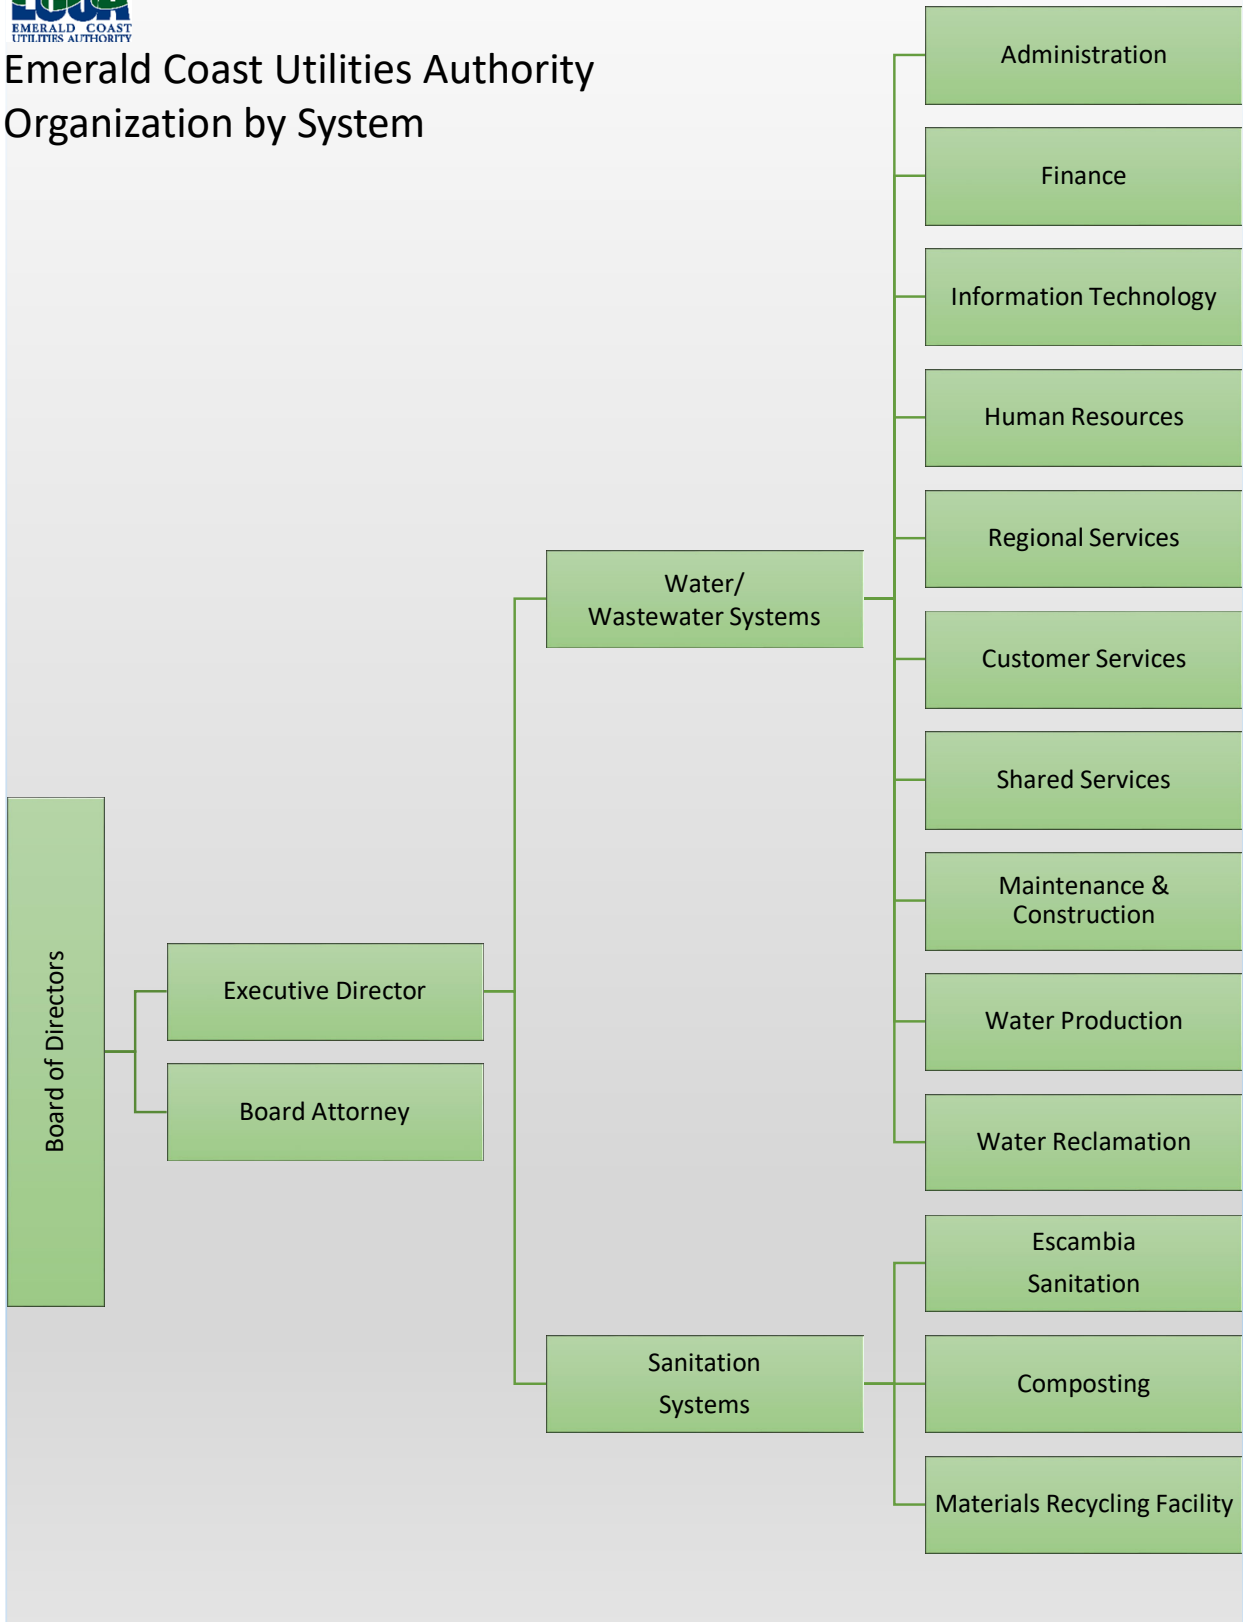 ECUA
EMERALD COAST
UTILITIES AUTHORITY
Emerald Coast Utilities Authority
Organization by System
Administration
Finance
Information Technology
Human Resources
Regional Services
Water/
Wastewater Systems
Customer Services
Shared Services
Maintenance &
Construction
Board of Directors
Executive Director
Water Production
Board Attorney
Water Reclamation
Escambia
Sanitation
Sanitation
Systems
Composting
Materials Recycling Facility